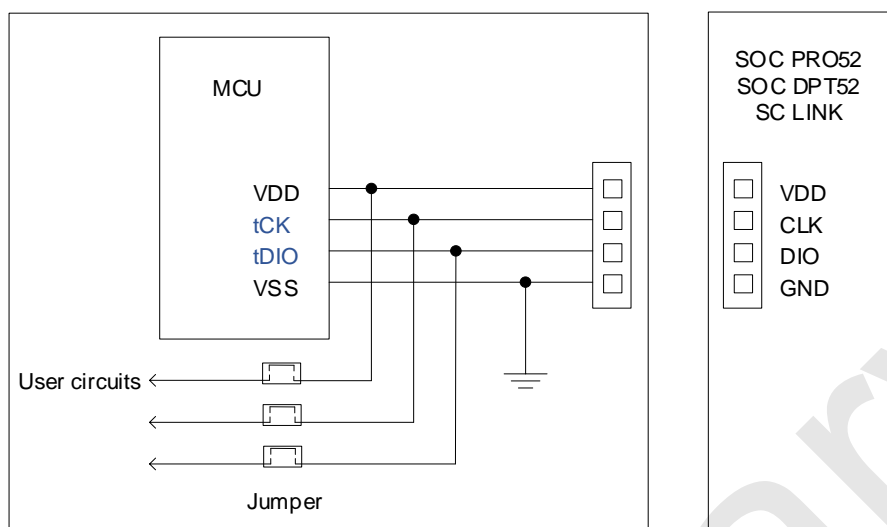 MCU
VDD
tCK
tDIO
VSS
User circuits
Jumper
SOC PRO52
SOC DPT52
SC LINK
VDD
CLK
DIO
GND